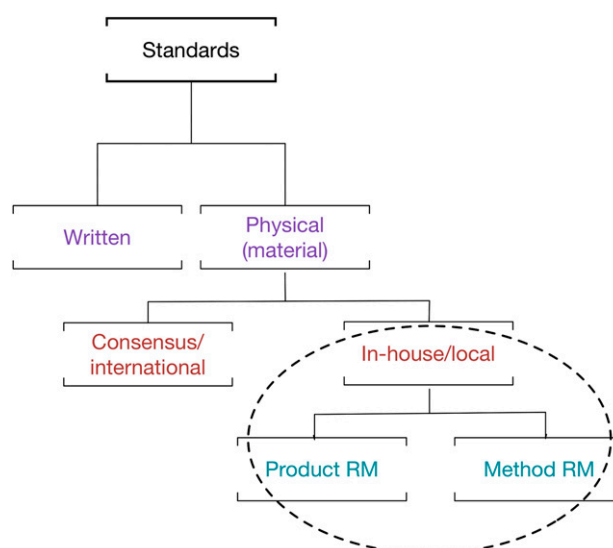 Standards
Written
Physical
(material)
Consensus/
international
In-house/local
Product RM
Method RM